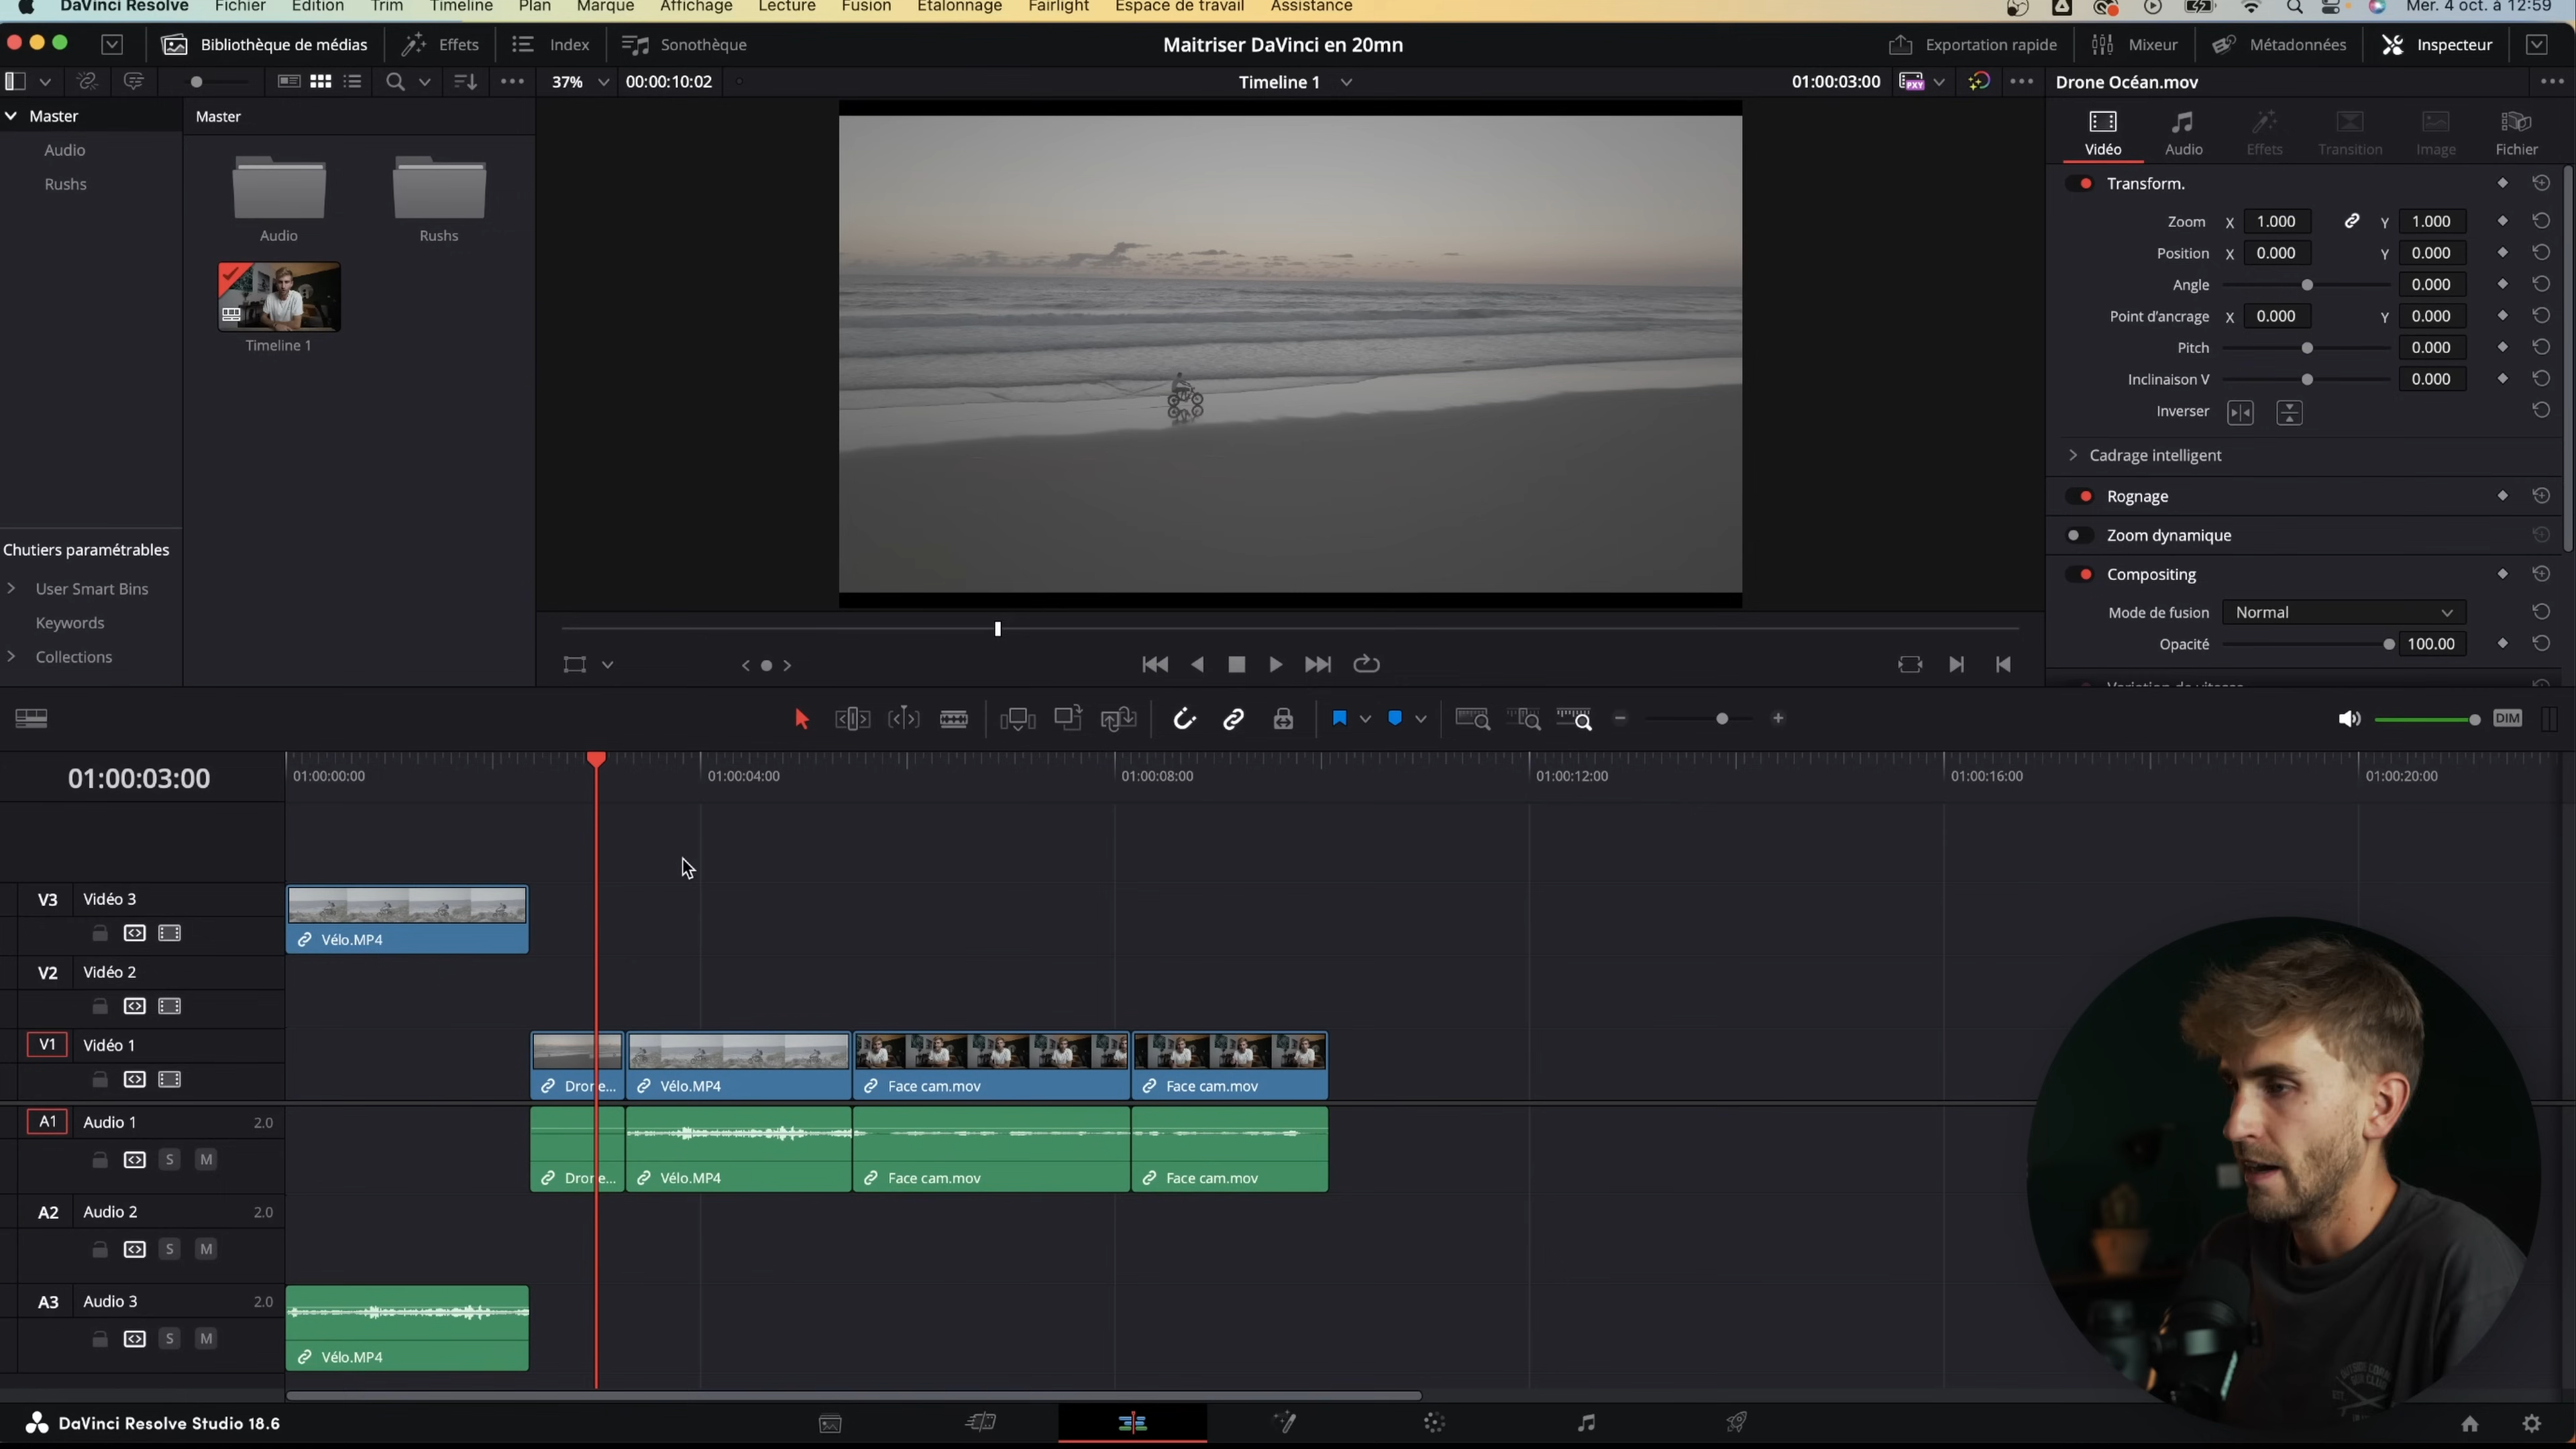 DaVinci Resolve Fichier Edition Trim Timeline Plan Marque Affichage Lecture Fusion Etalonnage Fairlight Espace de travail Assistance Mer. 4 oct. à 12:59
Bibliothèque de médias Effets Index Sonothèque Maitriser DaVinci en 20mn Exportation rapide Mixeur Métadonnées Inspecteur
37% 00:00:10:02 Timeline 1 01:00:03:00 PXY Drone Océan.mov
Master
Audio
Rushs
Master
Audio Rushs
Timeline 1
Chutiers paramétrables
User Smart Bins
Keywords
Collections
Vidéo Audio Effets Transition Image Fichier
Transform.
Zoom X 1.000 Y 1.000
Position X 0.000 Y 0.000
Angle 0.000
Point d'ancrage X 0.000 Y 0.000
Pitch 0.000
Inclinaison V 0.000
Inverser
Cadrage intelligent
Rognage
Zoom dynamique
Compositing
Mode de fusion Normal
Opacité 100.00
DIM
01:00:03:00 01:00:00:00 01:00:04:00 01:00:08:00 01:00:12:00 01:00:16:00 01:00:20:00
V3 Vidéo 3
Vélo.MP4
V2 Vidéo 2
V1 Vidéo 1
Drone... Vélo.MP4 Face cam.mov Face cam.mov
A1 Audio 1 2.0
S M
Drone... Vélo.MP4 Face cam.mov Face cam.mov
A2 Audio 2 2.0
S M
A3 Audio 3 2.0
S M
Vélo.MP4
DaVinci Resolve Studio 18.6